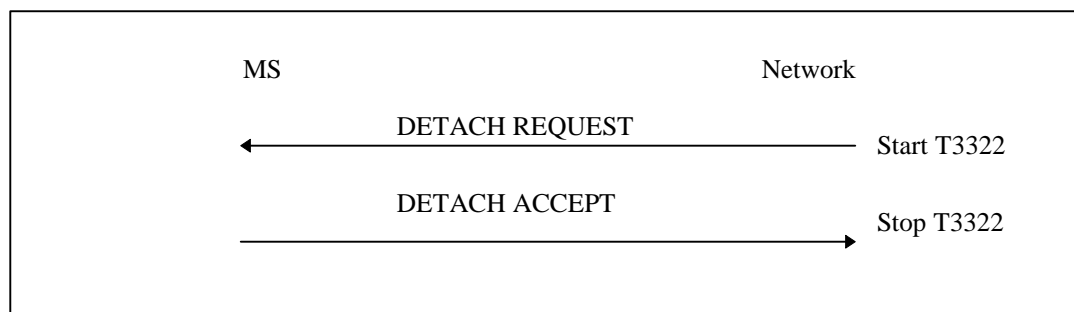 MS Network
DETACH REQUEST
Start T3322
DETACH ACCEPT
Stop T3322